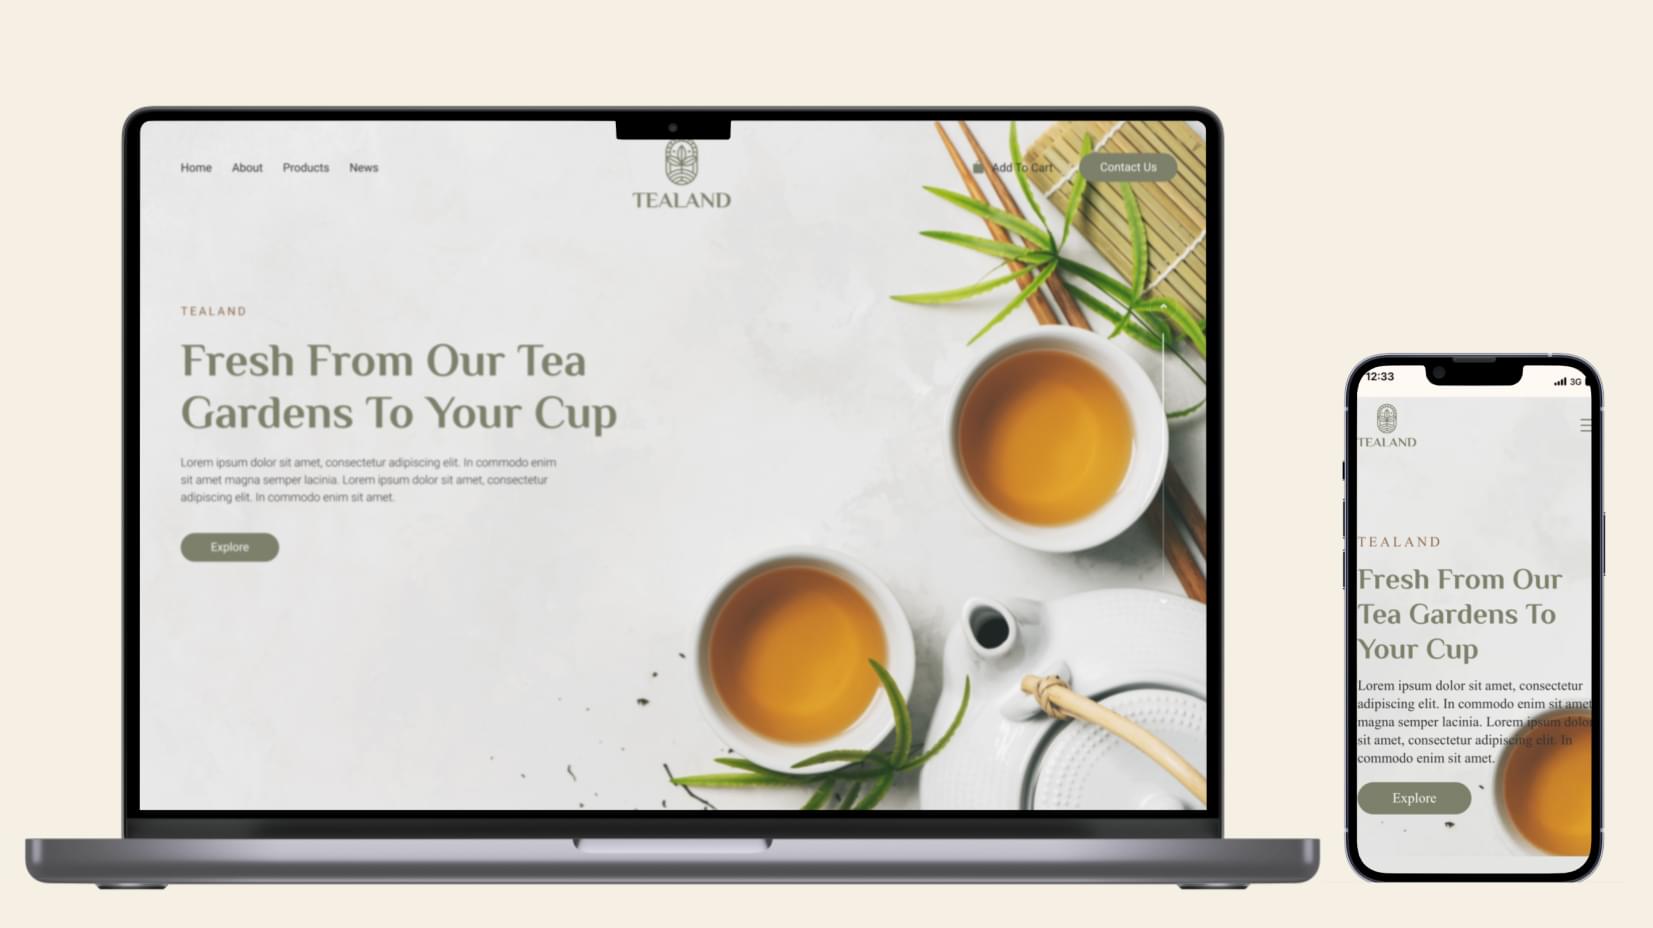 Home About Products News
TEALAND
Add To Cart
Contact Us
TEALAND
Fresh From Our Tea
Gardens To Your Cup
Lorem ipsum dolor sit amet, consectetur adipiscing elit. In commodo enim
sit amet magna semper lacinia. Lorem ipsum dolor sit amet, consectetur
adipiscing elit. In commodo enim sit amet.
Explore
12:33
3G
TEALAND
TEALAND
Fresh From Our
Tea Gardens To
Your Cup
Lorem ipsum dolor sit amet, consectetur
adipiscing elit. In commodo enim sit amet
magna semper lacinia. Lorem ipsum dolor
sit amet, consectetur adipiscing elit. In
commodo enim sit amet.
Explore